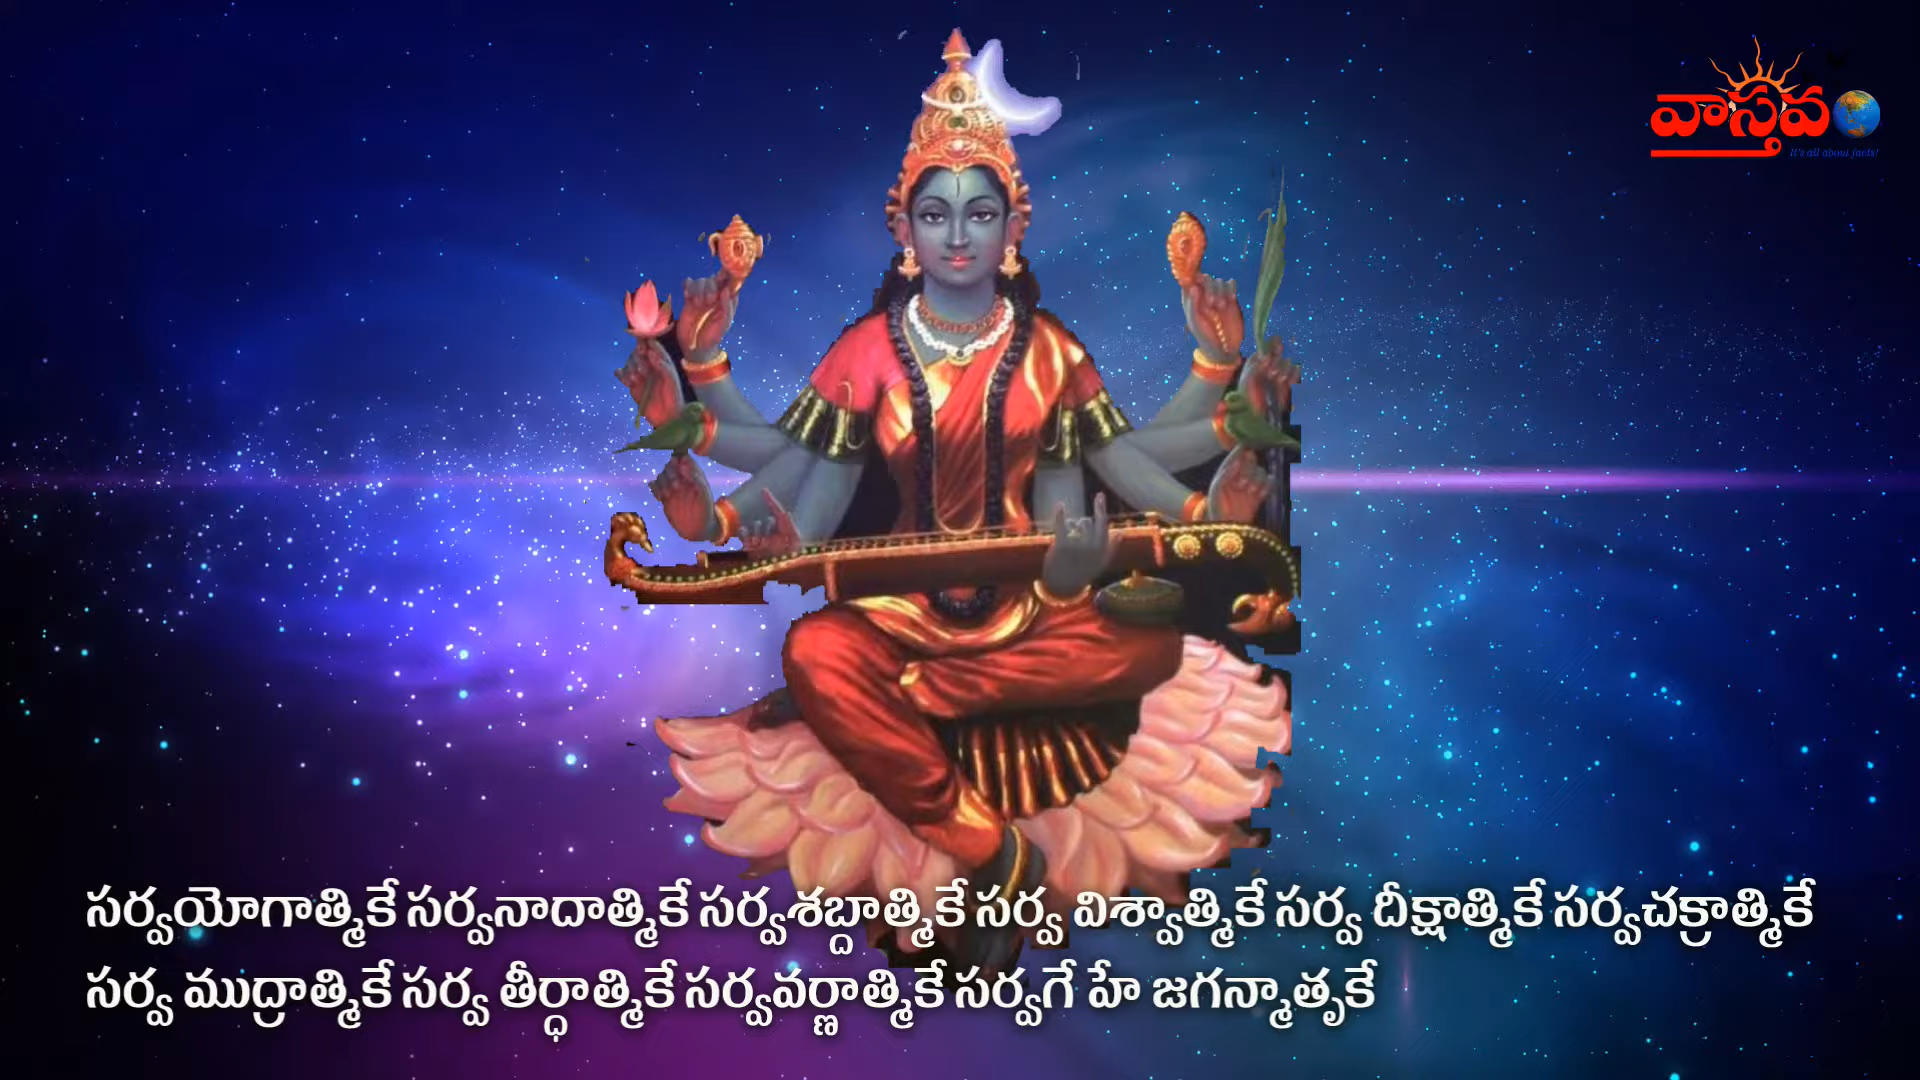 వాస్తవం
It's all about facts!
సర్వయోగాత్మికే సర్వనాదాత్మికే సర్వశబ్దాత్మికే సర్వ విశ్వాత్మికే సర్వ దీక్షాత్మికే సర్వచక్రాత్మికే
సర్వ ముద్రాత్మికే సర్వ తీర్ధాత్మికే సర్వవర్ణాత్మికే సర్వగే హే జగన్మాతృకే